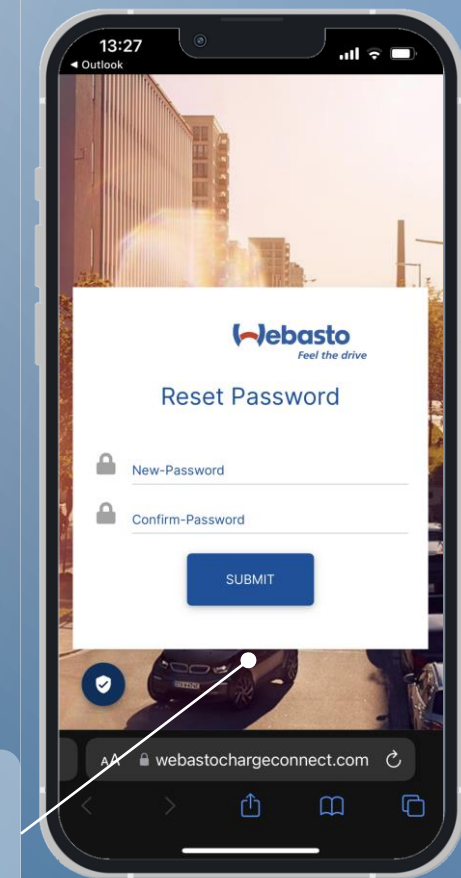 13:27
◀ Outlook
Webasto
Feel the drive
Reset Password
New-Password
Confirm-Password
SUBMIT
AA webastochargeconnect.com